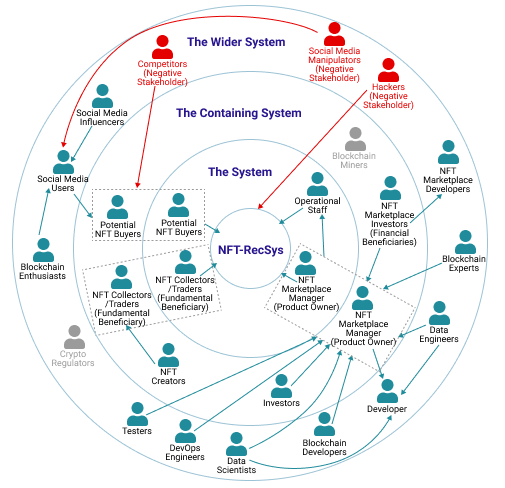 The Wider System
Competitors
(Negative
Stakeholder)
Social Media
Manipulators
(Negative
Stakeholder)
Hackers
(Negative
Stakeholder)
Social Media
Influencers
The Containing System
Blockchain
Miners
NFT
Marketplace
Developers
The System
Social Media
Users
Operational
Staff
NFT
Marketplace
Investors
(Financial
Beneficiaries)
Potential
NFT Buyers
Potential
NFT Buyers
NFT-RecSys
Blockchain
Enthusiasts
Blockchain
Experts
NFT Collectors
/Traders
(Fundamental
Beneficiary)
NFT Collectors
/Traders
(Fundamental
Beneficiary)
NFT
Marketplace
Manager
(Product Owner)
NFT
Marketplace
Manager
(Product Owner)
Data
Engineers
Crypto
Regulators
NFT
Creators
Investors
Developer
Testers
DevOps
Engineers
Data
Scientists
Blockchain
Developers